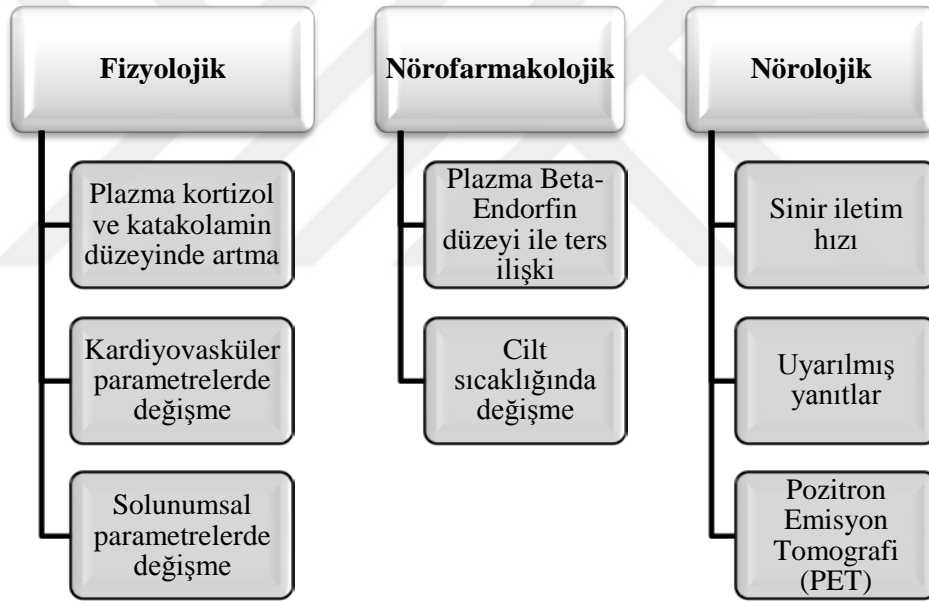 Fizyolojik
Plazma kortizol
ve katakolamin
düzeyinde artma
Kardiyovasküler
parametrelerde
değişme
Solunumsal
parametrelerde
değişme
Nörofarmakolojik
Plazma Beta-
Endorfin
düzeyi ile ters
ilişki
Cilt
sıcaklığında
değişme
Nörolojik
Sinir iletim
hızı
Uyarılmış
yanıtlar
Pozitron
Emisyon
Tomografi
(PET)